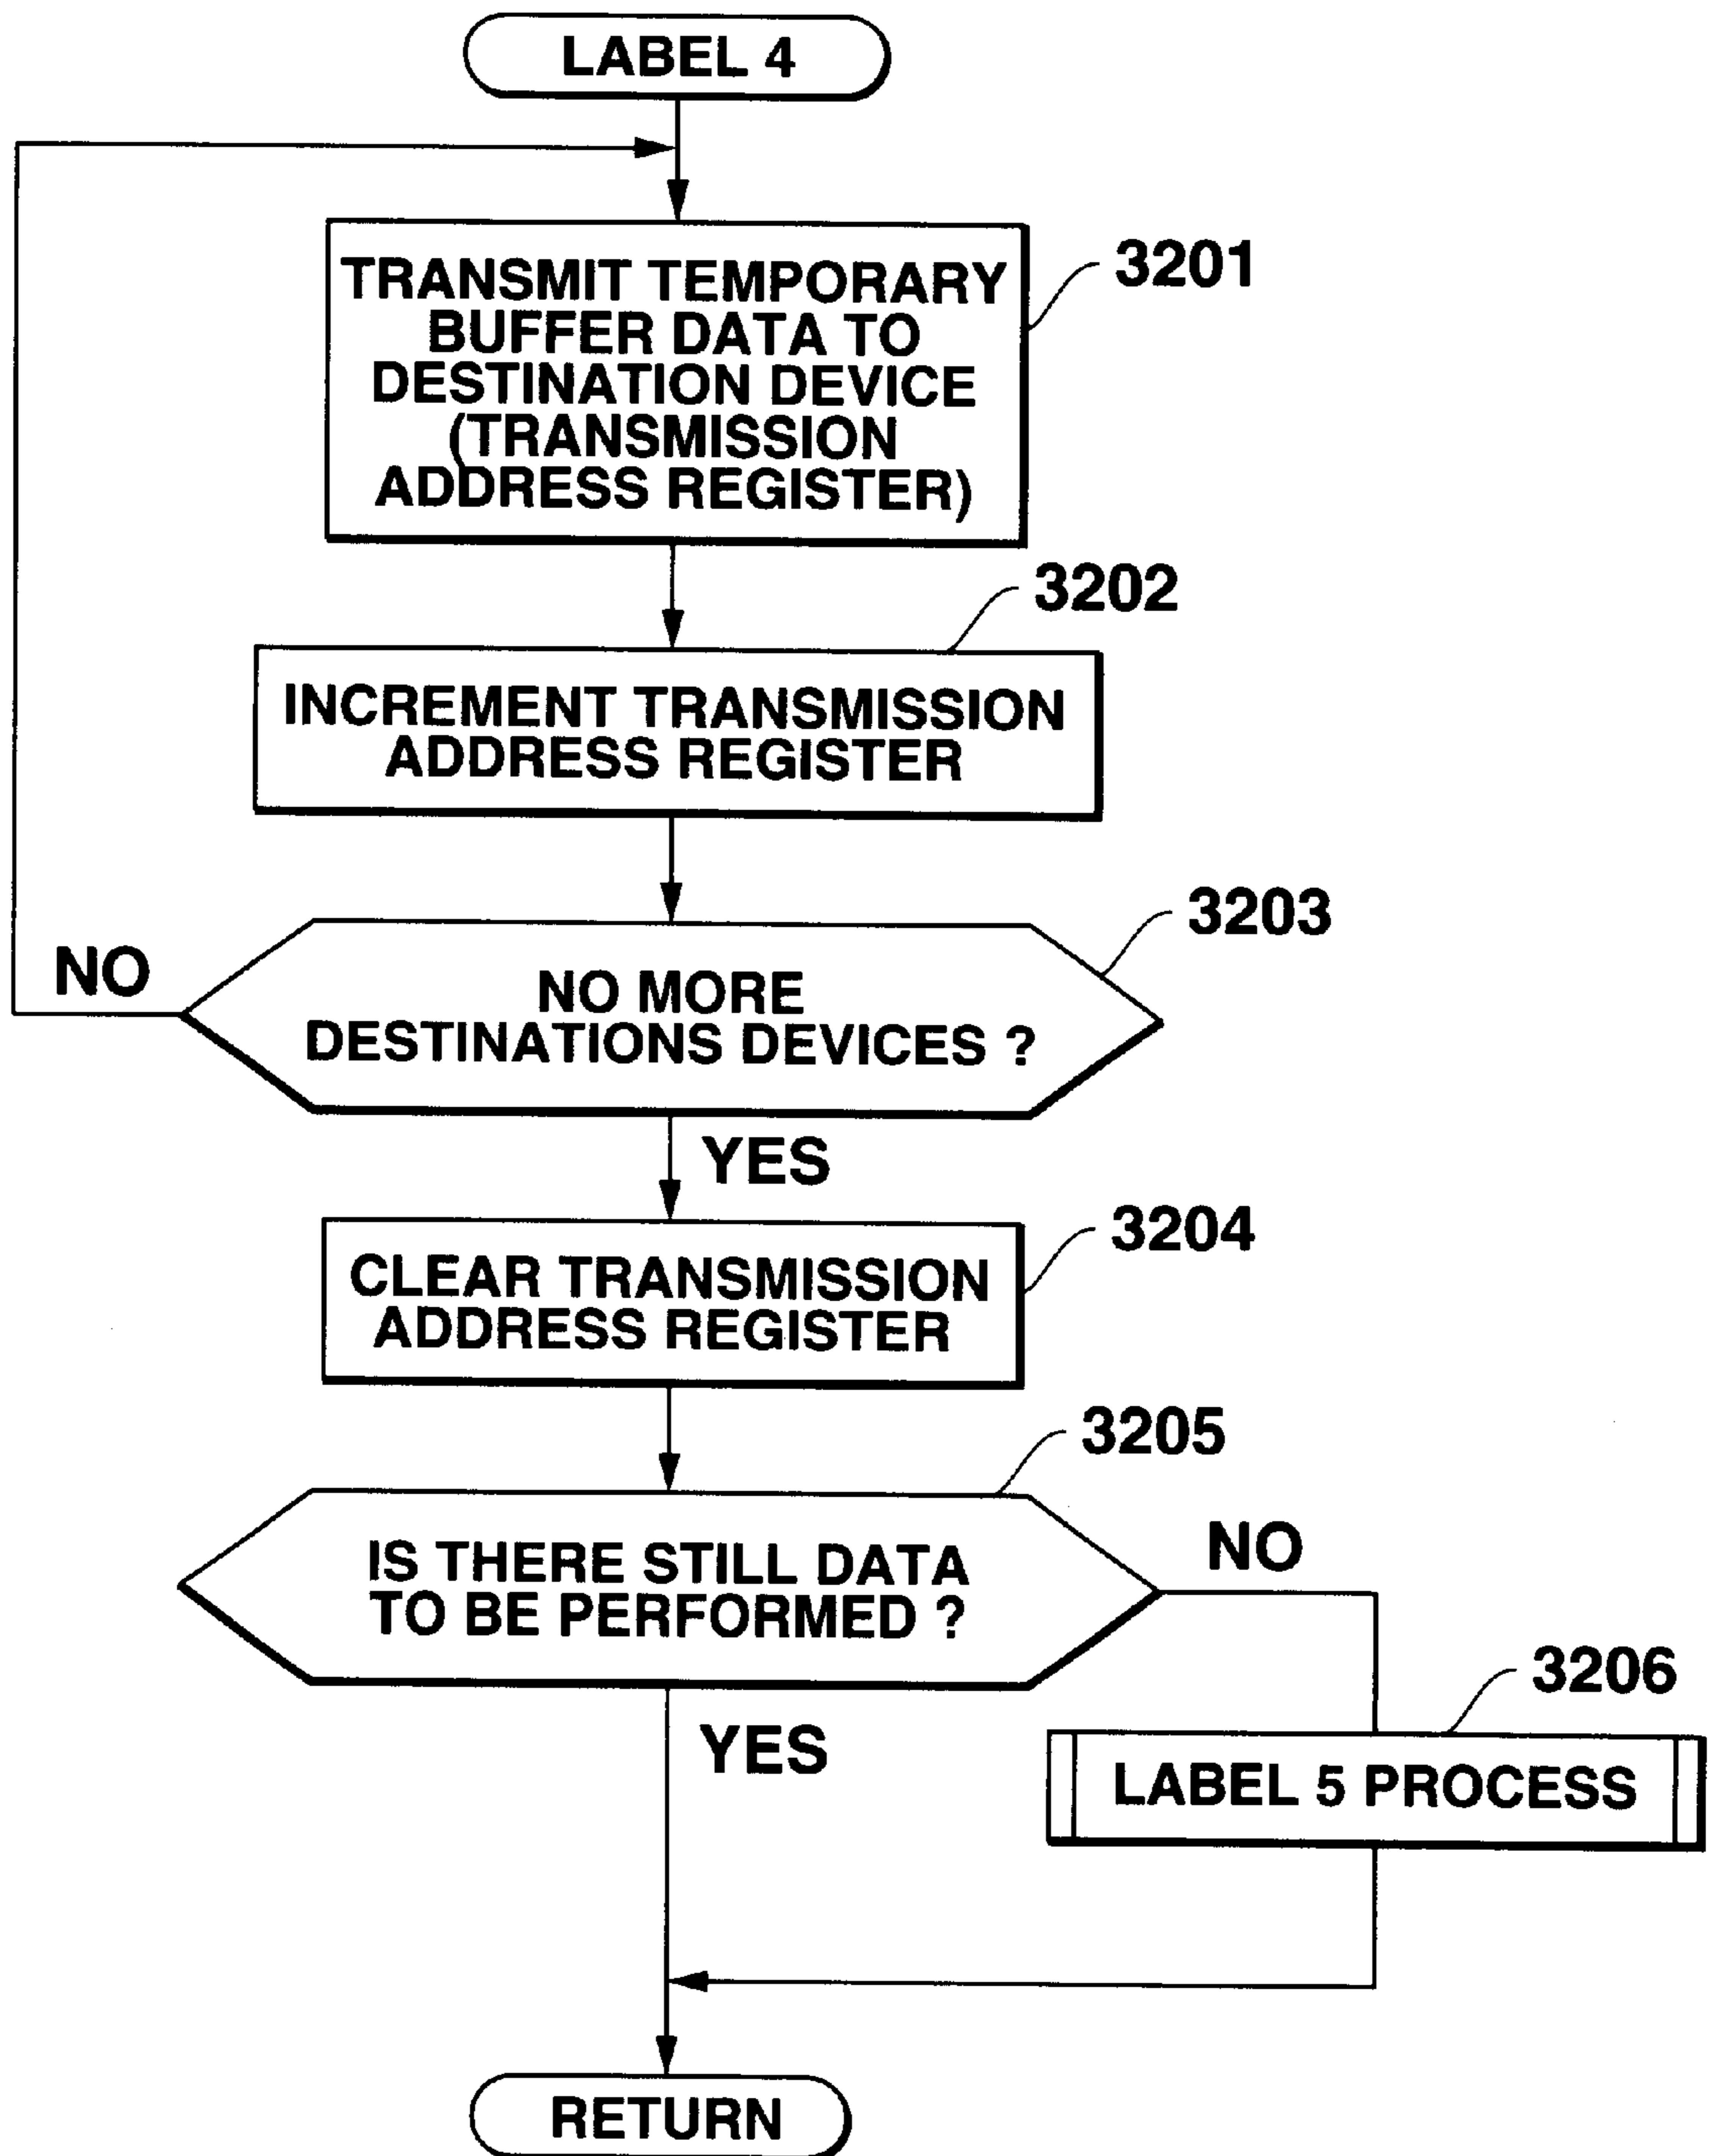 LABEL 4
TRANSMIT TEMPORARY
BUFFER DATA TO
DESTINATION DEVICE
(TRANSMISSION
ADDRESS REGISTER)
3201
3202
INCREMENT TRANSMISSION
ADDRESS REGISTER
3203
NO
NO MORE
DESTINATIONS DEVICES ?
YES
3204
CLEAR TRANSMISSION
ADDRESS REGISTER
3205
IS THERE STILL DATA
TO BE PERFORMED ?
NO
YES
3206
LABEL 5 PROCESS
RETURN